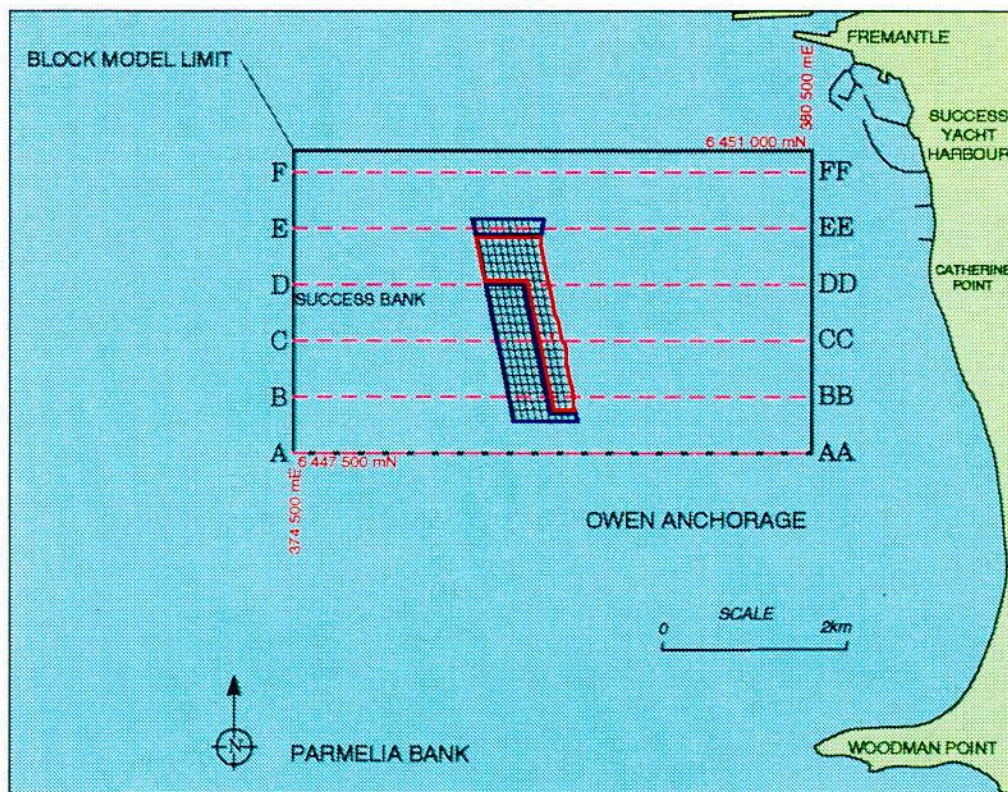 FREMANTLE
BLOCK MODEL LIMIT
380 500 mE
SUCCESS
YACHT
HARBOUR
6 451 000 mN
F
FF
E
EE
CATHERINE
POINT
D
DD
SUCCESS BANK
C
CC
B
BB
A
AA
6 447 500 mN
374 500 mE
OWEN ANCHORAGE
SCALE
0
2km
N
PARMELIA BANK
WOODMAN POINT